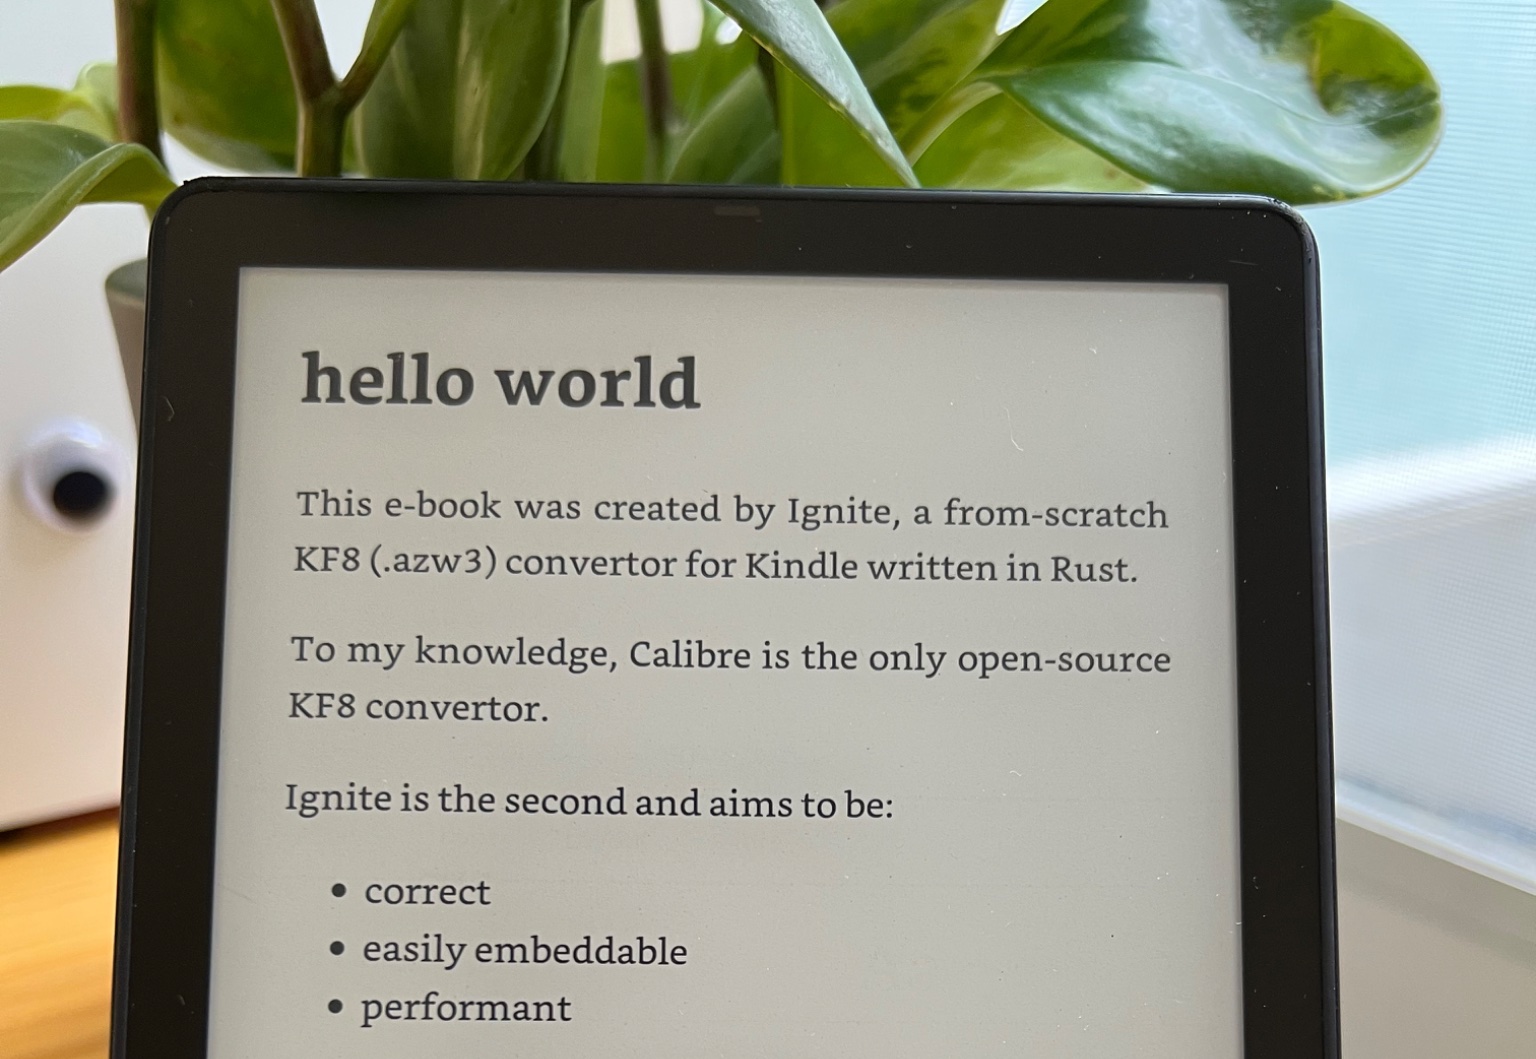 hello world
This e-book was created by Ignite, a from-scratch
KF8 (.azw3) convertor for Kindle written in Rust.
To my knowledge, Calibre is the only open-source
KF8 convertor.
Ignite is the second and aims to be:
• correct
• easily embeddable
• performant